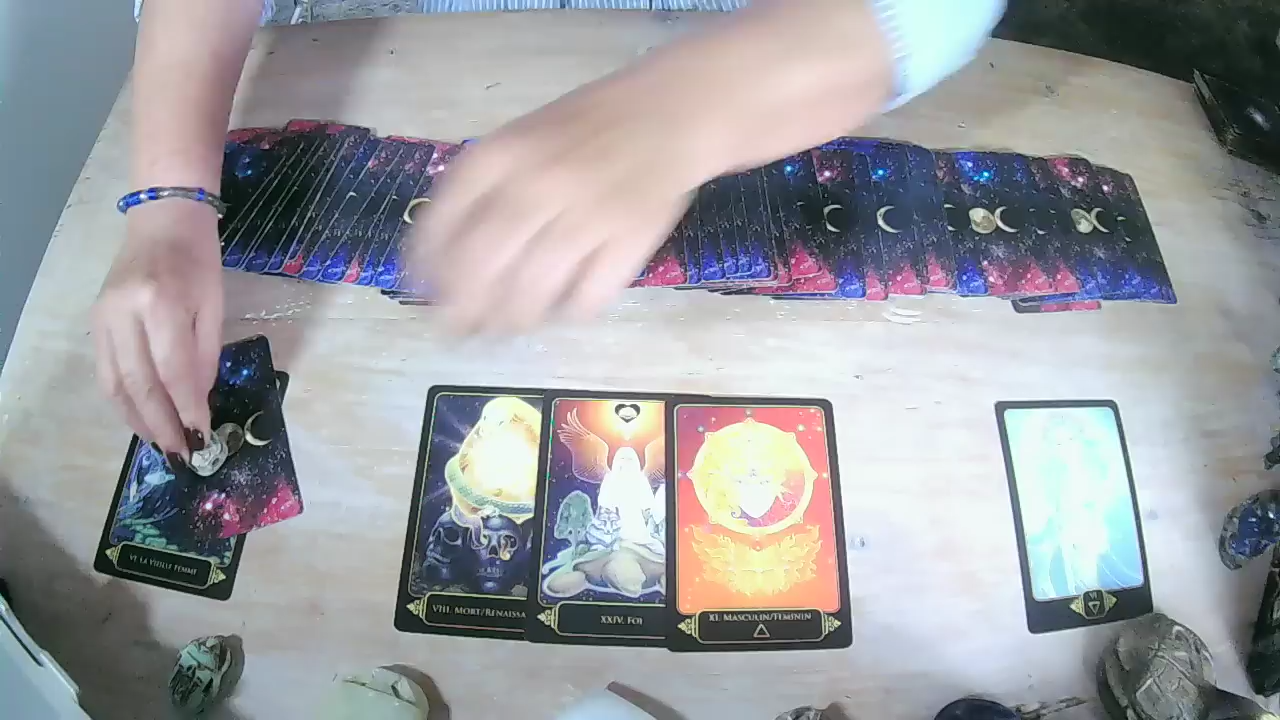 VI. LA VIEILLE FEMME
VIII. MORT/RENAISSA
XXIV. FOI
XI. MASCULIN/FEMININ